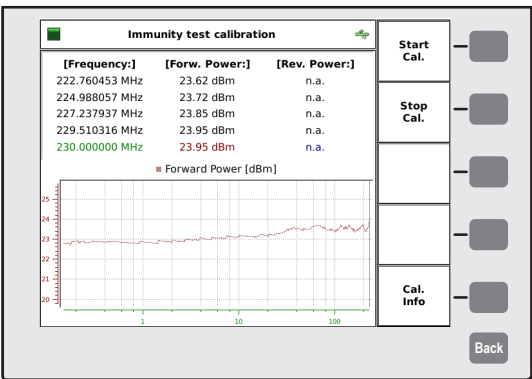 Immunity test calibration
[Frequency:] [Forw. Power:] [Rev. Power:]
222.760453 MHz 23.62 dBm n.a.
224.988057 MHz 23.72 dBm n.a.
227.237937 MHz 23.85 dBm n.a.
229.510316 MHz 23.95 dBm n.a.
230.000000 MHz 23.95 dBm n.a.
Forward Power [dBm]
25
24
23
22
21
20
1 10 100
Start
Cal.
Stop
Cal.
Cal.
Info
Back